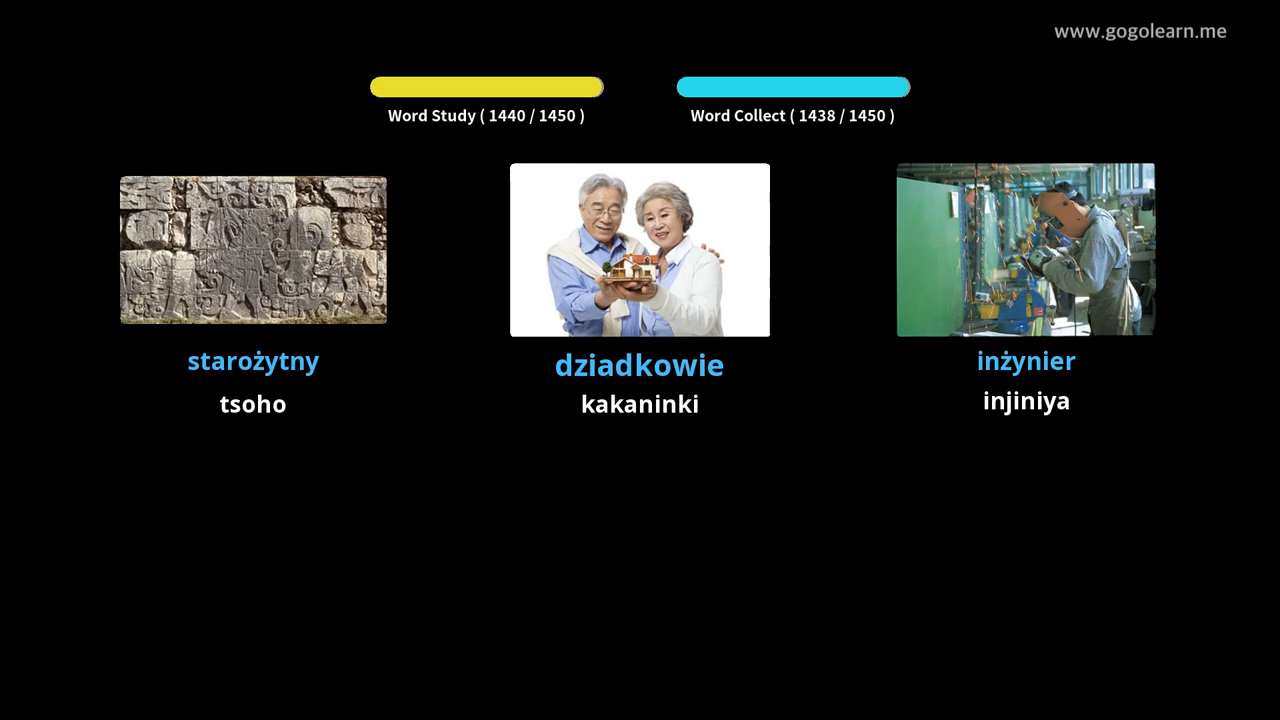 www.gogolearn.me
Word Study ( 1440 / 1450 )
Word Collect ( 1438 / 1450 )
starożytny
dziadkowie
inżynier
tsoho
kakaninki
injiniya